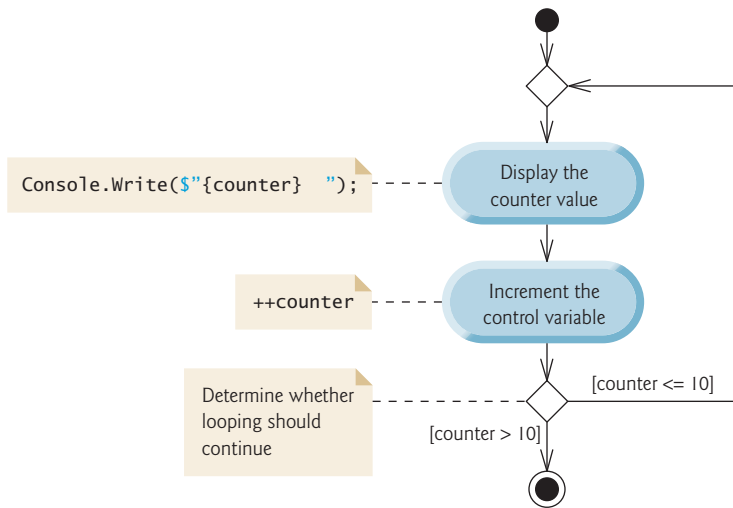 Console.Write($"{counter}  ");
Display the
counter value
++counter
Increment the
control variable
Determine whether
looping should
continue
[counter <= 10]
[counter > 10]